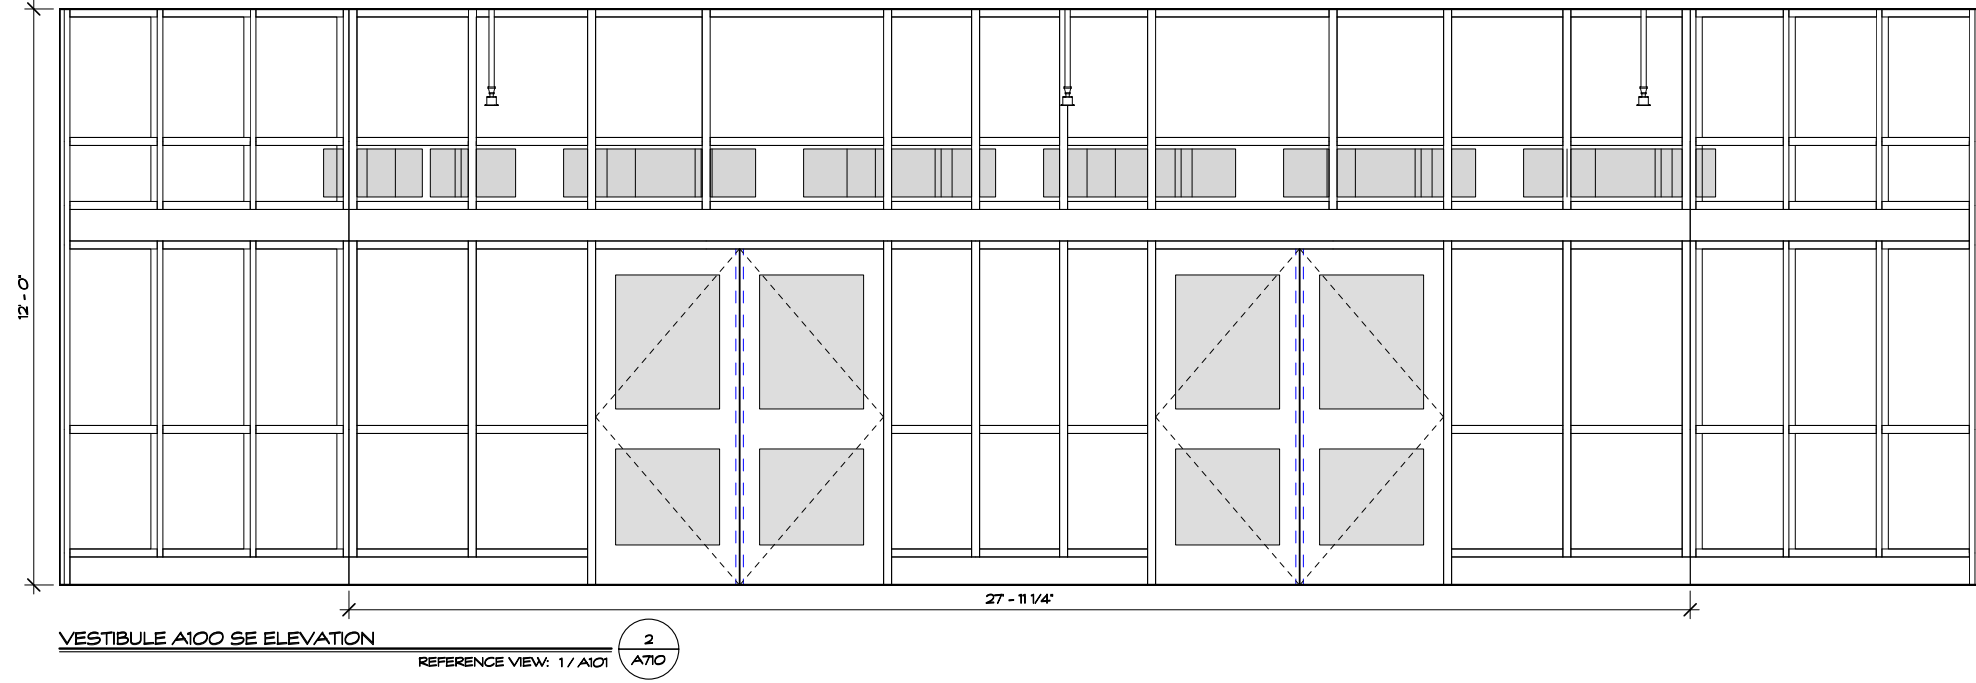 12' - 0"
27' - 11 1/4"
VESTIBULE A100 SE ELEVATION
REFERENCE VIEW: 1 / A101
2
A710